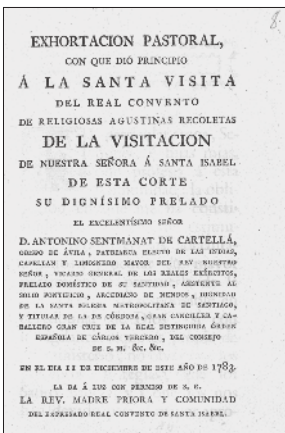 8.
EXHORTACION PASTORAL,
CON QUE DIÓ PRINCIPIO
Á LA SANTA VISITA
DEL REAL CONVENTO
DE RELIGIOSAS AGUSTINAS RECOLETAS
DE LA VISITACION
DE NUESTRA SEÑORA Á SANTA ISABEL
DE ESTA CORTE
SU DIGNÍSIMO PRELADO
EL EXCELENTÍSIMO SEÑOR
D. ANTONINO SENTMANAT DE CARTELLÁ,
OBISPO DE ÁVILA, PATRIARCA ELECTO DE LAS INDIAS,
CAPELLAN Y LIMOSNERO MAYOR DEL REY NUESTRO
SEÑOR, VICARIO GENERAL DE LOS REALES EXÉRCITOS,
PRELADO DOMÉSTICO DE SU SANTIDAD, ASISTENTE AL
SOLIO PONTIFICIO, ARCEDIANO DE NENDOS, DIGNIDAD
DE LA SANTA IGLESIA METROPOLITANA DE SANTIAGO,
Y TITULAR DE LA DE CÓRDOBA, GRAN CANCILLER Y CA-
BALLERO GRAN CRUZ DE LA REAL DISTINGUIDA ÓRDEN
ESPAÑOLA DE CÁRLOS TERCERO, DEL CONSEJO
DE S. M. &c. &c.
EN EL DIA 11 DE DICIEMBRE DE ESTE AÑO DE 1783.
LA DA Á LUZ CON PERMISO DE S. E.
LA REV. MADRE PRIORA Y COMUNIDAD
DEL EXPRESADO REAL CONVENTO DE SANTA ISABEL.